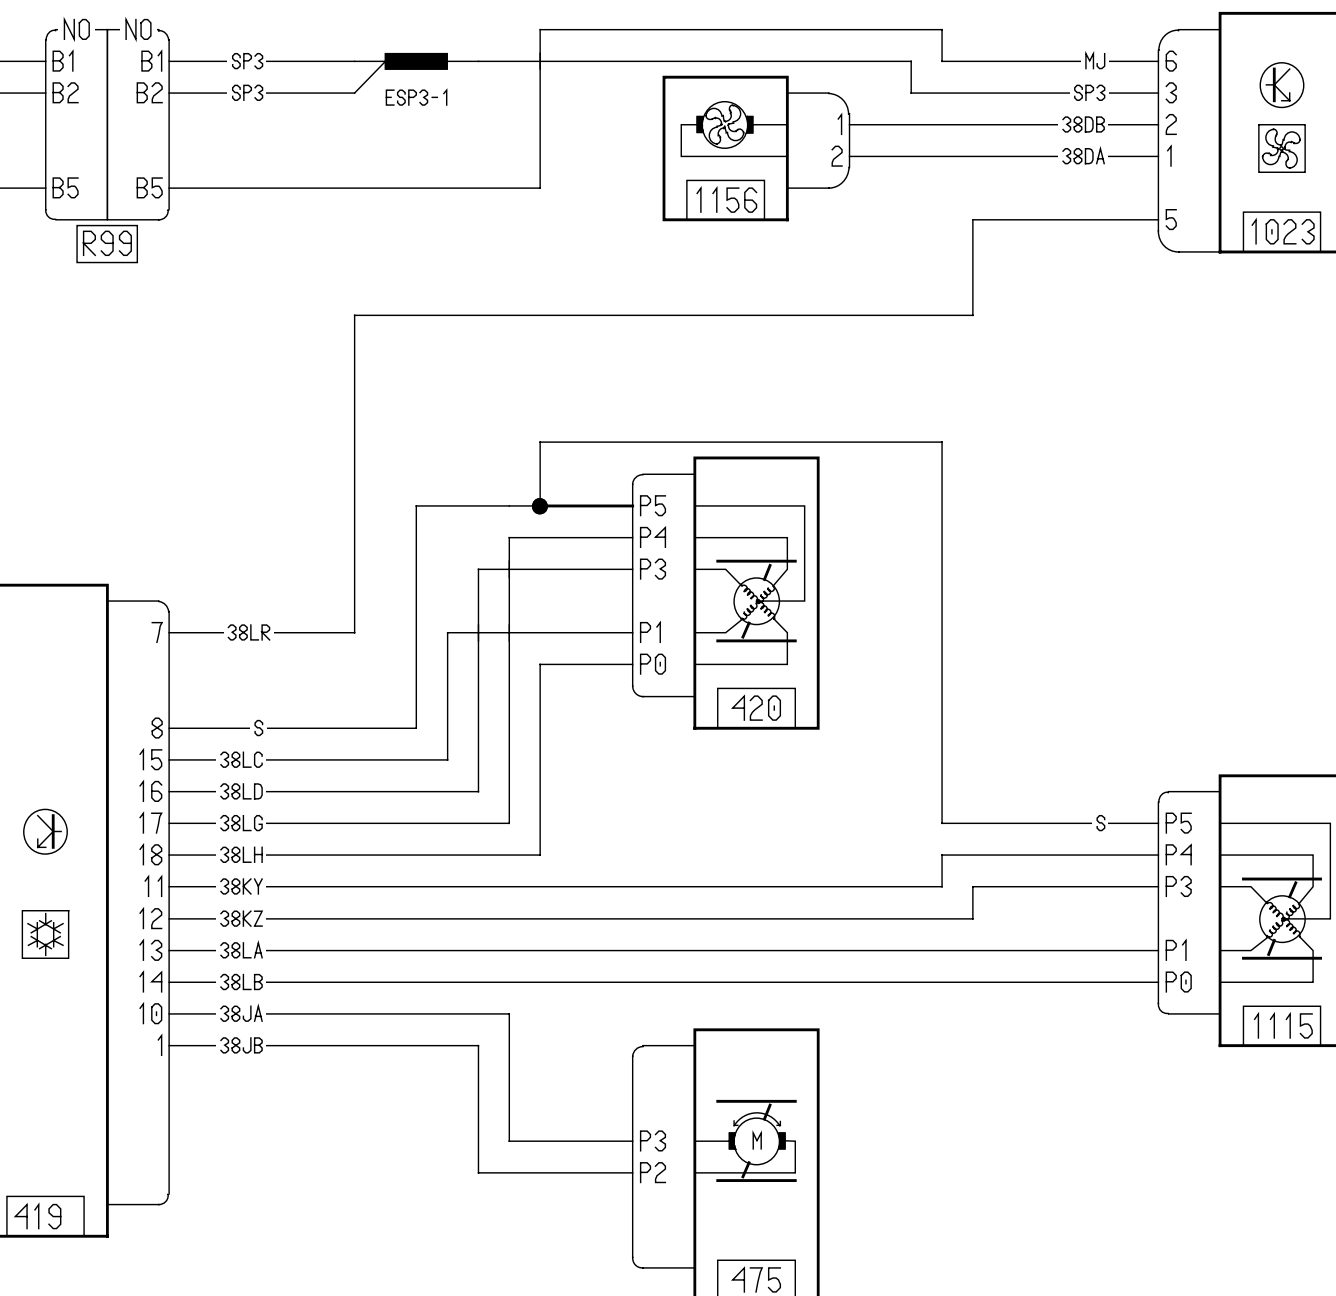 NO NO
B1 B1 SP3 MJ 6
B2 B2 SP3 ESP3-1 SP3 3
1 38DB 2
2 38DA 1
B5 B5
1156
5
R99
1023
P5
P4
P3
7 38LR P1
P0
420
8 S
15 38LC
16 38LD
17 38LG S P5
18 38LH P4
11 38KY P3
12 38KZ
13 38LA P1
14 38LB P0
10 38JA
1115
1 38JB
M
P3
P2
419
475